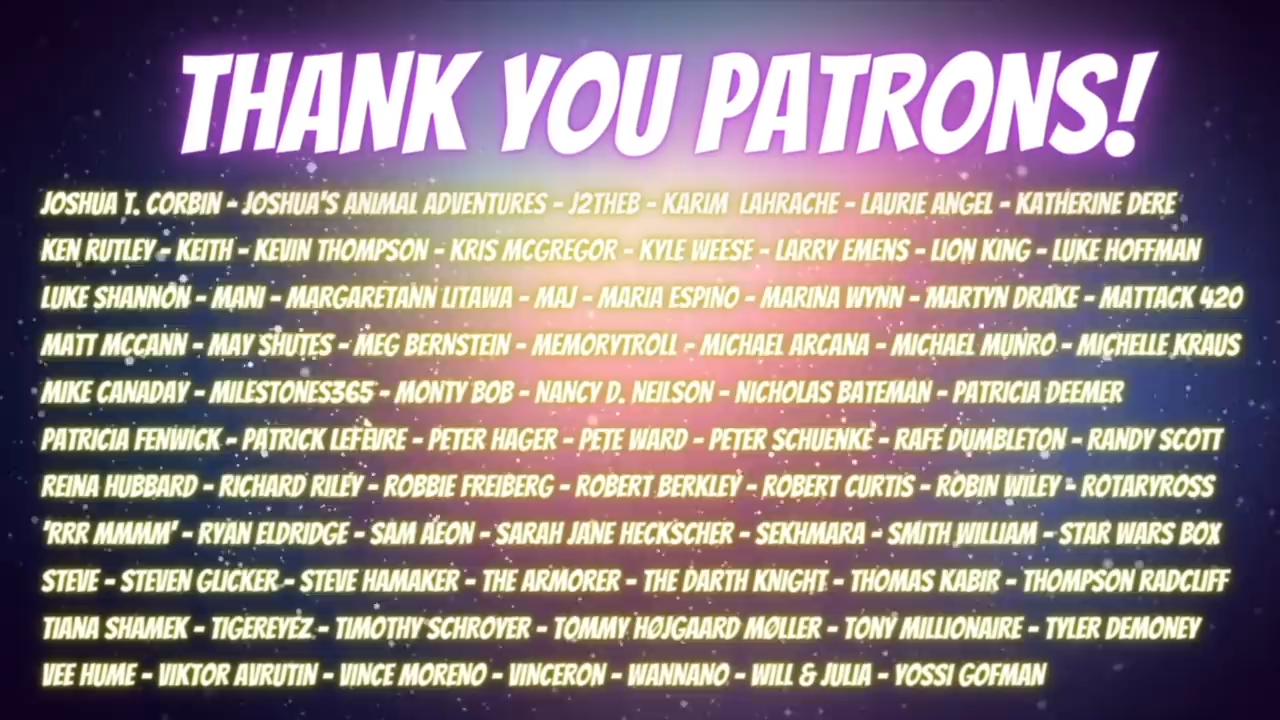 THANK YOU PATRONS!
JOSHUA T. CORBIN - JOSHUA'S ANIMAL ADVENTURES - J2THEB - KARIM LAHRACHE - LAURIE ANGEL - KATHERINE DERE
KEN RUTLEY - KEITH - KEVIN THOMPSON - KRIS MCGREGOR - KYLE WEESE - LARRY EMENS - LION KING - LUKE HOFFMAN
LUKE SHANNON - MANI - MARGARETANN LITAWA - MAJ - MARIA ESPINO - MARINA WYNN - MARTYN DRAKE - MATTACK 420
MATT MCCANN - MAY SHUTES - MEG BERNSTEIN - MEMORYTROLL - MICHAEL ARCANA - MICHAEL MUNRO - MICHELLE KRAUS
MIKE CANADAY - MILESTONES365 - MONTY BOB - NANCY D. NEILSON - NICHOLAS BATEMAN - PATRICIA DEEMER
PATRICIA FENWICK - PATRICK LEFEVRE - PETER HAGER - PETE WARD - PETER SCHUENKE - RAFE DUMBLETON - RANDY SCOTT
REINA HUBBARD - RICHARD RILEY - ROBBIE FREIBERG - ROBERT BERKLEY - ROBERT CURTIS - ROBIN WILEY - ROTARYROSS
'RRR MMMM' - RYAN ELDRIDGE - SAM AEON - SARAH JANE HECKSCHER - SEKHMARA - SMITH WILLIAM - STAR WARS BOX
STEVE - STEVEN GLICKER - STEVE HAMAKER - THE ARMORER - THE DARTH KNIGHT - THOMAS KABIR - THOMPSON RADCLIFF
TIANA SHAMEK - TIGEREYEZ - TIMOTHY SCHROYER - TOMMY HØJGAARD MØLLER - TONY MILLIONAIRE - TYLER DEMONEY
VEE HUME - VIKTOR AVRUTIN - VINCE MORENO - VINCERON - WANNANO - WILL & JULIA - YOSSI GOFMAN